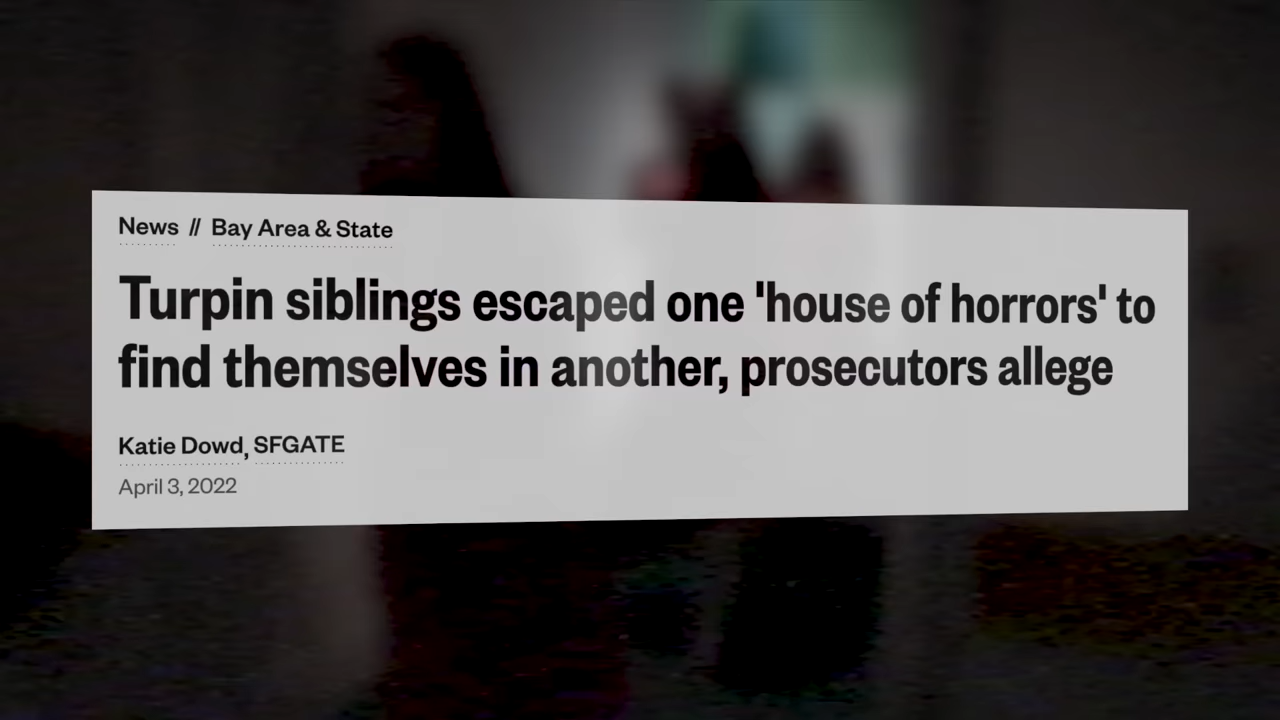 News // Bay Area & State
Turpin siblings escaped one 'house of horrors' to
find themselves in another, prosecutors allege
Katie Dowd, SFGATE
April 3, 2022